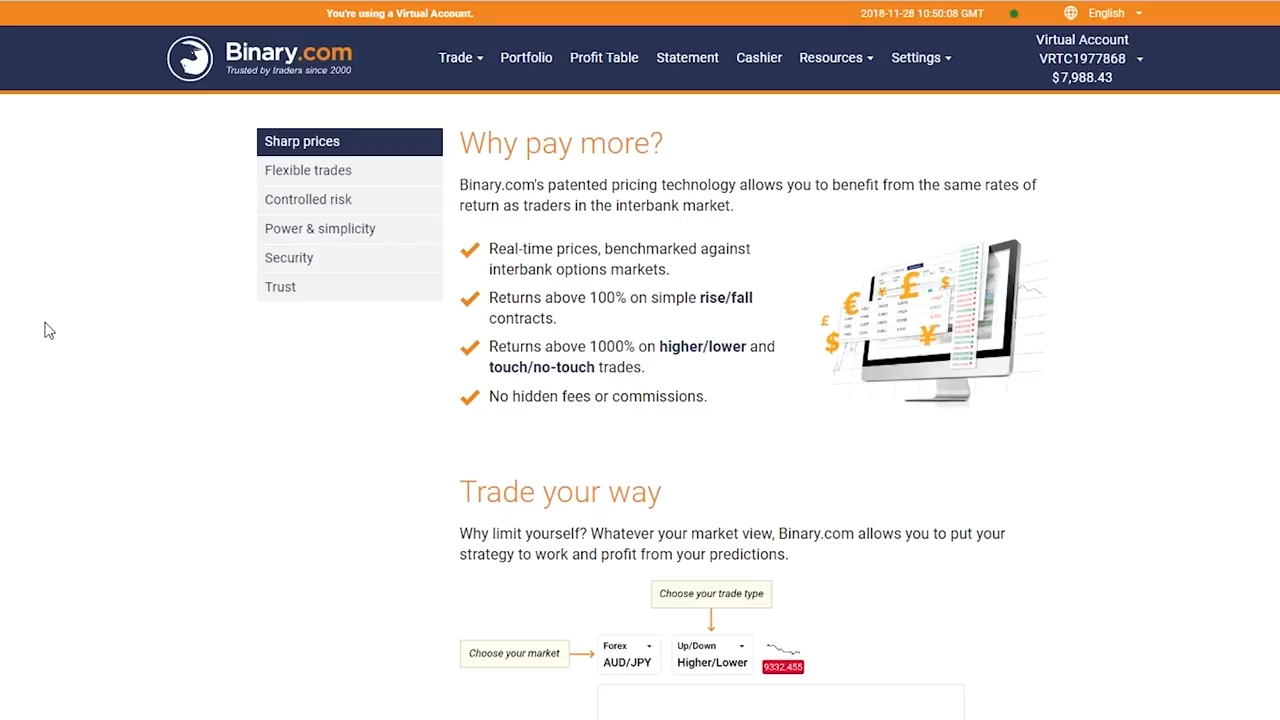 You're using a Virtual Account.
2018-11-28 10:50:08 GMT
English
Binary.com
Trusted by traders since 2000
Trade
Portfolio
Profit Table
Statement
Cashier
Resources
Settings
Virtual Account
VRTC1977868
$7,988.43
Sharp prices
Flexible trades
Controlled risk
Power & simplicity
Security
Trust
Why pay more?
Binary.com's patented pricing technology allows you to benefit from the same rates of
return as traders in the interbank market.
Real-time prices, benchmarked against
interbank options markets.
Returns above 100% on simple rise/fall
contracts.
Returns above 1000% on higher/lower and
touch/no-touch trades.
No hidden fees or commissions.
Trade your way
Why limit yourself? Whatever your market view, Binary.com allows you to put your
strategy to work and profit from your predictions.
Choose your trade type
Choose your market
Forex
AUD/JPY
Up/Down
Higher/Lower
9332.455